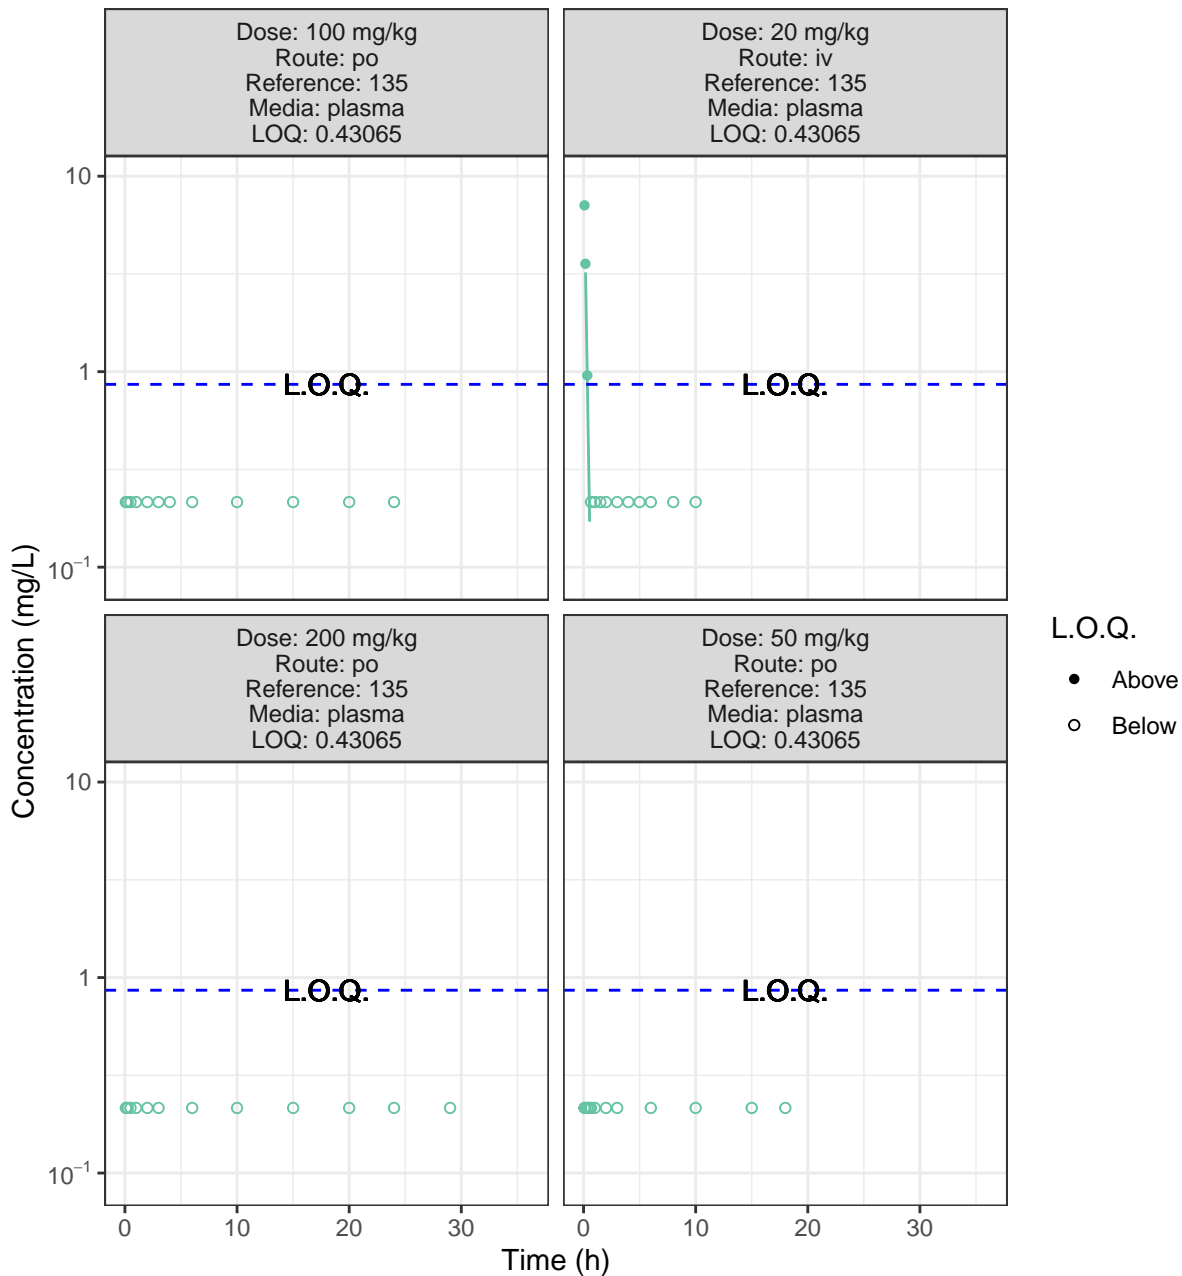 Dose: 100 mg/kg
Route: po
Reference: 135
Media: plasma
LOQ: 0.43065
Dose: 20 mg/kg
Route: iv
Reference: 135
Media: plasma
LOQ: 0.43065
10
1
10⁻¹
L.O.Q.
L.O.Q.
Dose: 200 mg/kg
Route: po
Reference: 135
Media: plasma
LOQ: 0.43065
Dose: 50 mg/kg
Route: po
Reference: 135
Media: plasma
LOQ: 0.43065
10
1
10⁻¹
L.O.Q.
L.O.Q.
0 10 20 30
0 10 20 30
Time (h)
Concentration (mg/L)
L.O.Q.
Above
Below